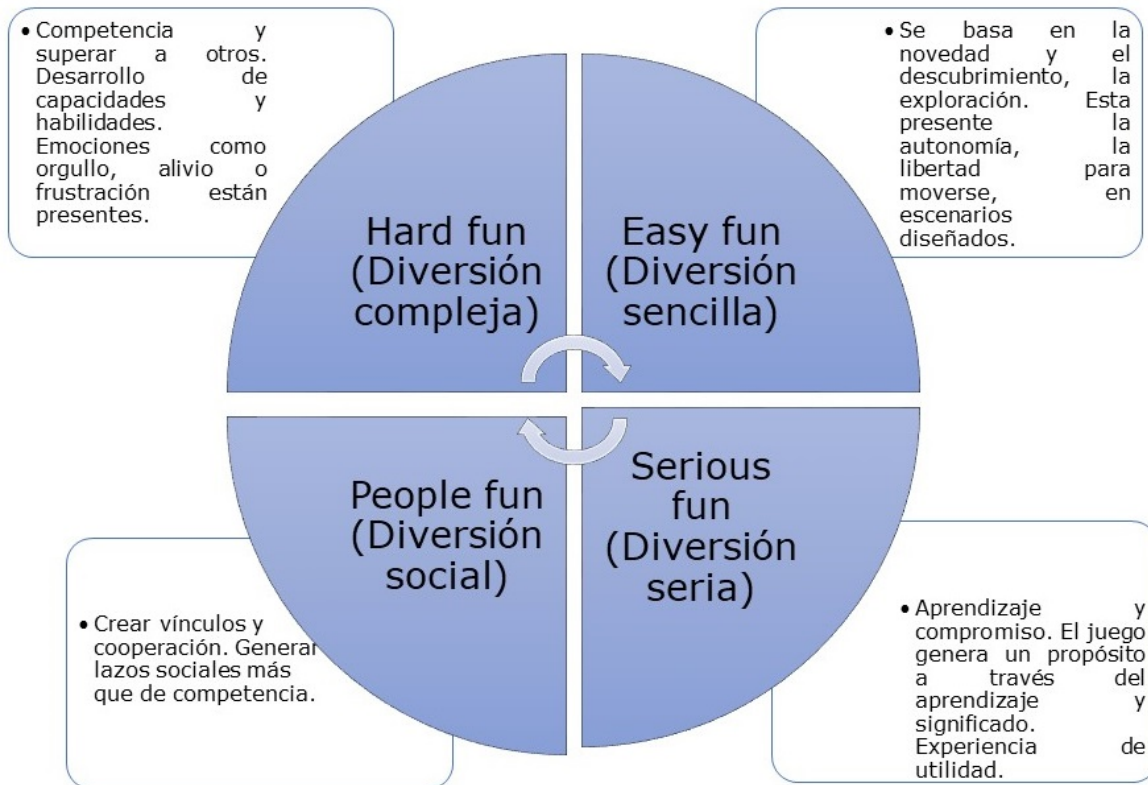 • Competencia y
superar a otros.
Desarrollo de
capacidades y
habilidades.
Emociones como
orgullo, alivio o
frustración están
presentes.
• Se basa en la
novedad y el
descubrimiento, la
exploración. Esta
presente la
autonomía, la
libertad para
moverse, en
escenarios
diseñados.
Hard fun
(Diversión
compleja)
Easy fun
(Diversión
sencilla)
People fun
(Diversión
social)
Serious
fun
(Diversión
seria)
• Crear vínculos y
cooperación. Generar
lazos sociales más
que de competencia.
• Aprendizaje y
compromiso. El juego
genera un propósito
a través del
aprendizaje y
significado.
Experiencia de
utilidad.